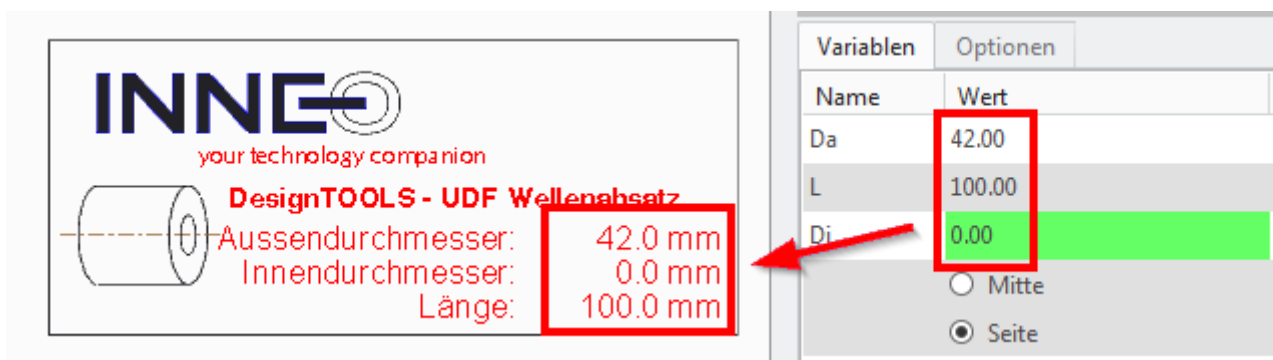 INNEO
your technology companion
DesignTOOLS - UDF Wellenabsatz
Aussendurchmesser: 42.0 mm
Innendurchmesser: 0.0 mm
Länge: 100.0 mm
Variablen Optionen
Name Wert
Da 42.00
L 100.00
Di 0.00
Mitte
Seite